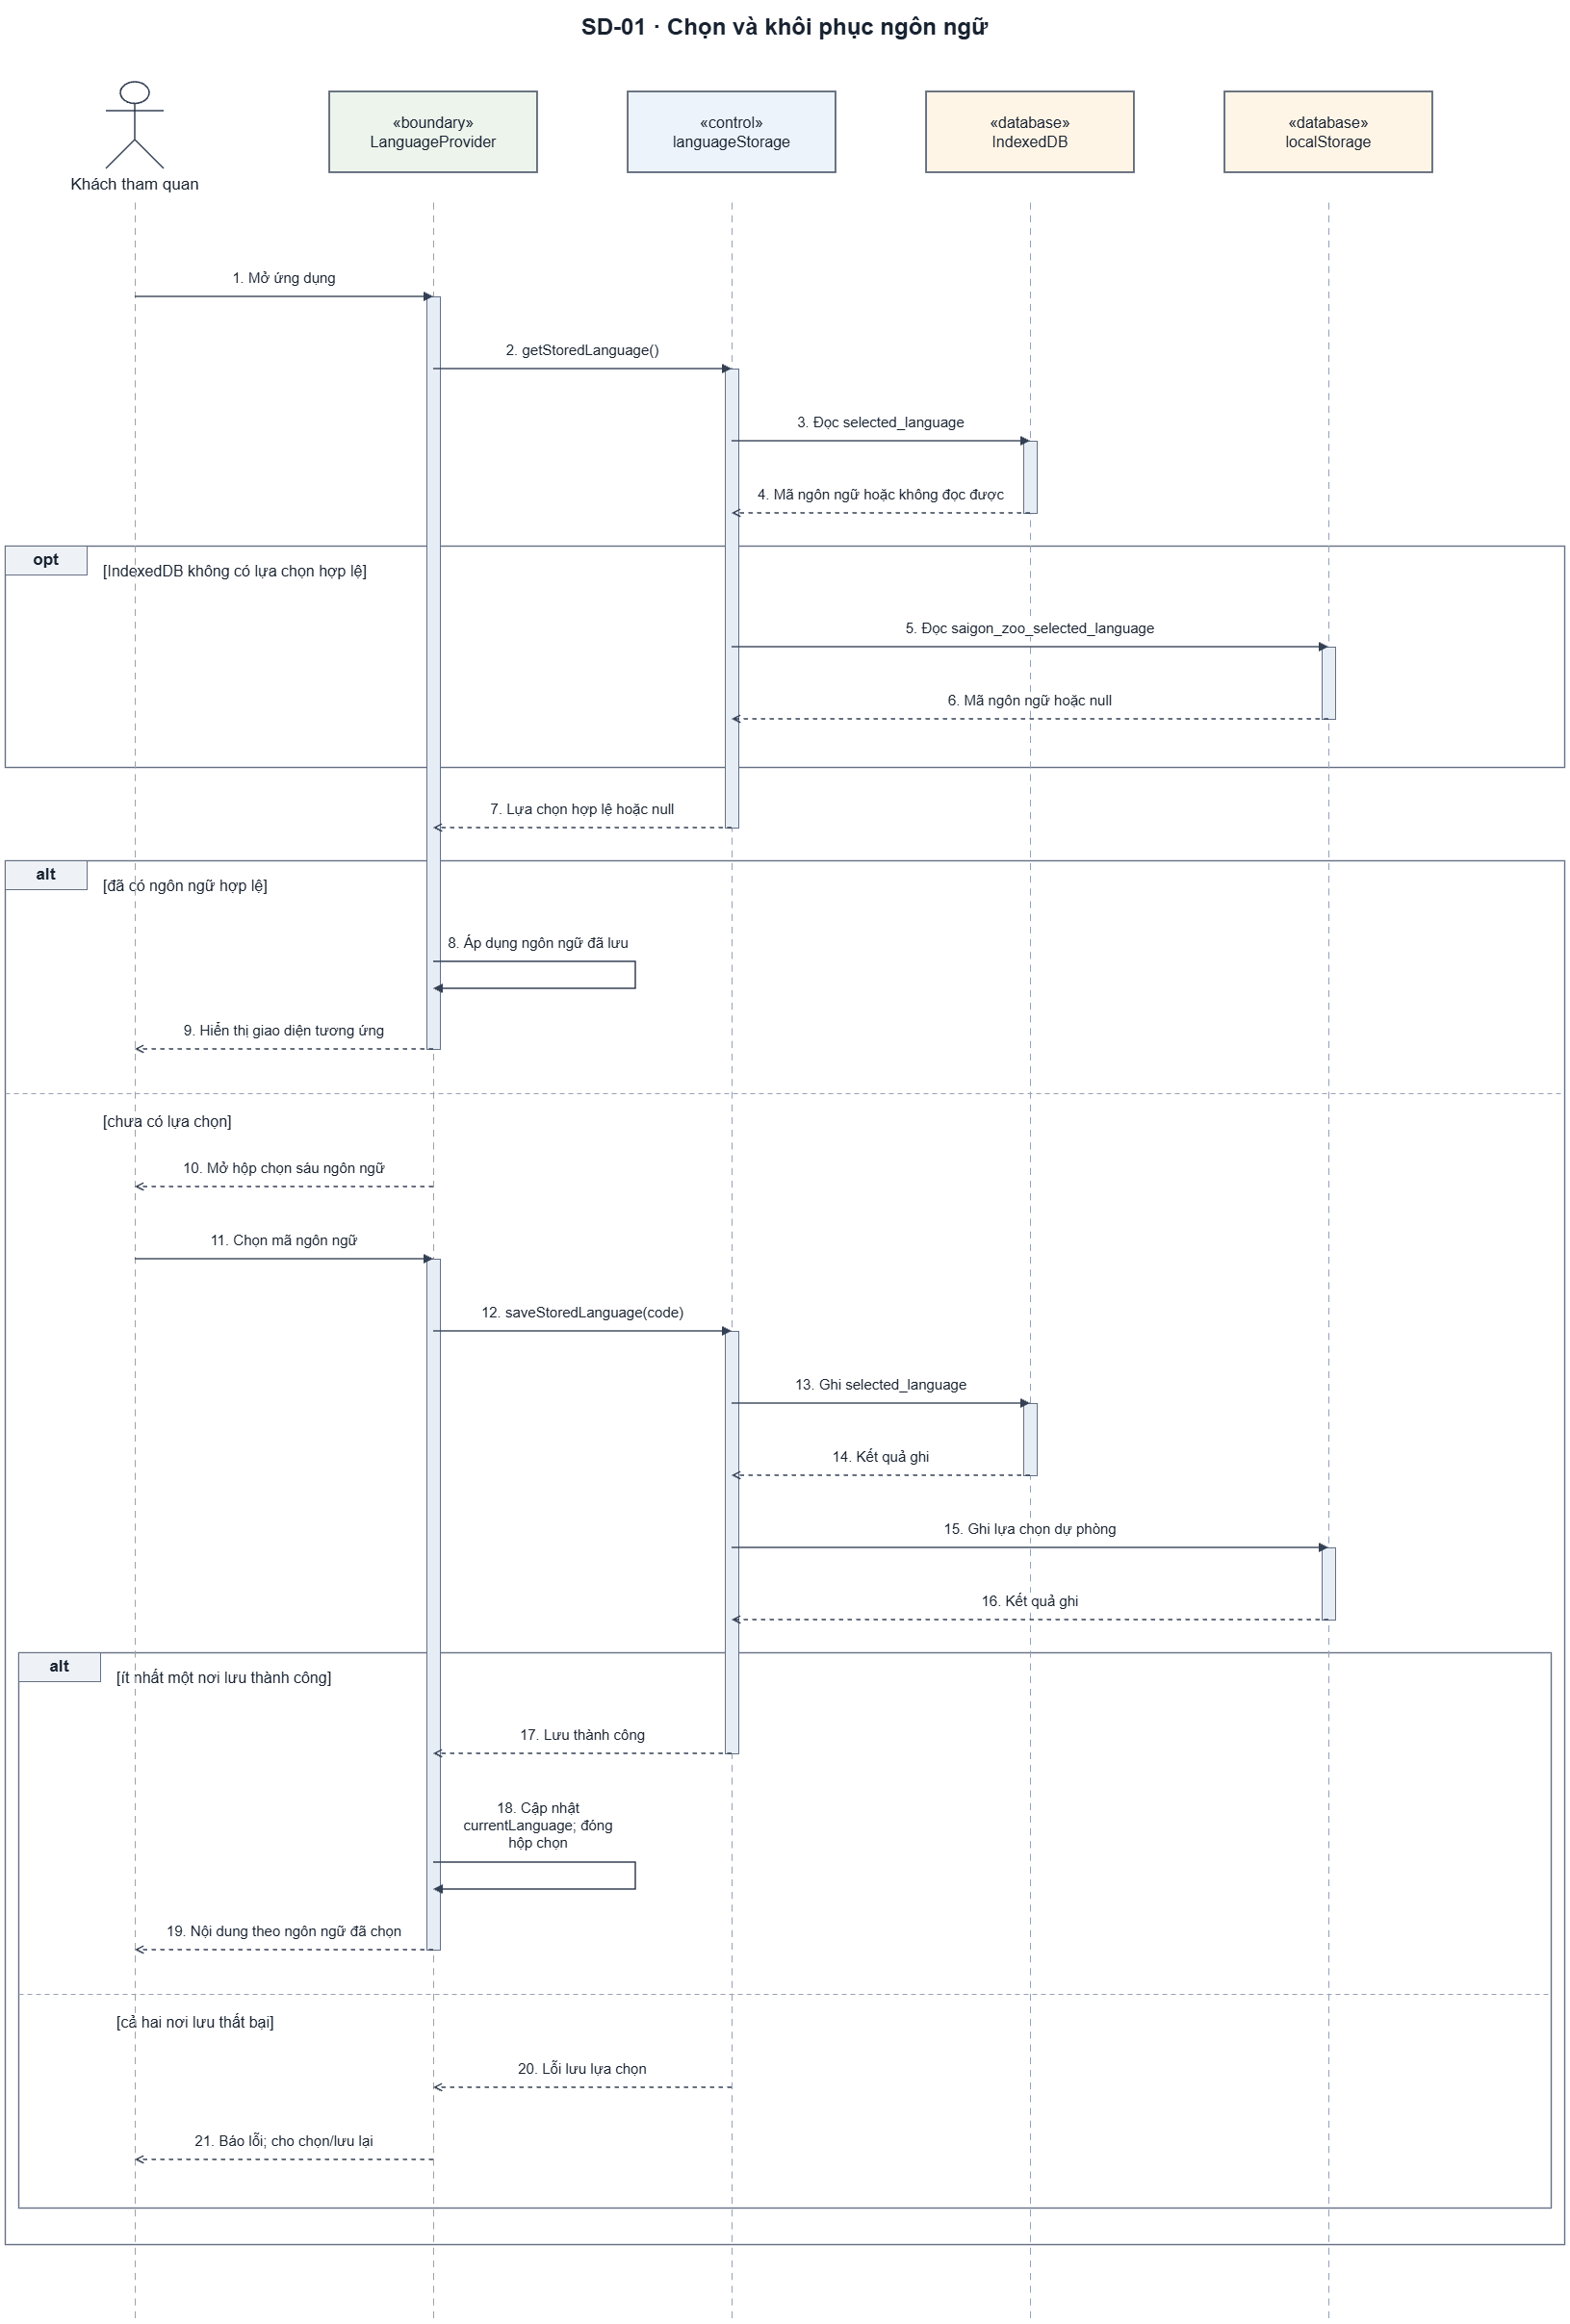 SD-01 · Chọn và khôi phục ngôn ngữ
Khách tham quan
«boundary»
LanguageProvider
«control»
languageStorage
«database»
IndexedDB
«database»
localStorage
1. Mở ứng dụng
2. getStoredLanguage()
3. Đọc selected_language
4. Mã ngôn ngữ hoặc không đọc được
opt
[IndexedDB không có lựa chọn hợp lệ]
5. Đọc saigon_zoo_selected_language
6. Mã ngôn ngữ hoặc null
7. Lựa chọn hợp lệ hoặc null
alt
[đã có ngôn ngữ hợp lệ]
8. Áp dụng ngôn ngữ đã lưu
9. Hiển thị giao diện tương ứng
[chưa có lựa chọn]
10. Mở hộp chọn sáu ngôn ngữ
11. Chọn mã ngôn ngữ
12. saveStoredLanguage(code)
13. Ghi selected_language
14. Kết quả ghi
15. Ghi lựa chọn dự phòng
16. Kết quả ghi
alt
[ít nhất một nơi lưu thành công]
17. Lưu thành công
18. Cập nhật
currentLanguage; đóng
hộp chọn
19. Nội dung theo ngôn ngữ đã chọn
[cả hai nơi lưu thất bại]
20. Lỗi lưu lựa chọn
21. Báo lỗi; cho chọn/lưu lại